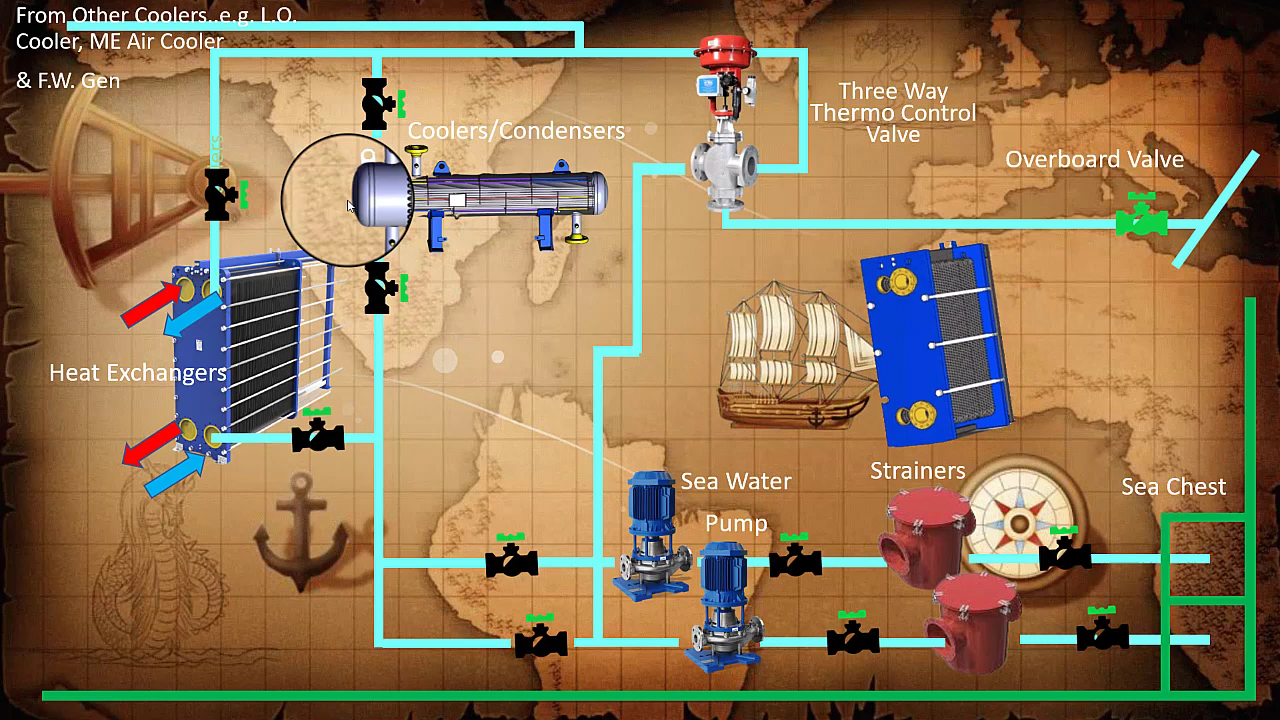 From Other Coolers..e.g. L.O.
Cooler, ME Air Cooler
& F.W. Gen
Coolers/Condensers
Three Way
Thermo Control
Valve
Overboard Valve
Heat Exchangers
Sea Water
Pump
Strainers
Sea Chest